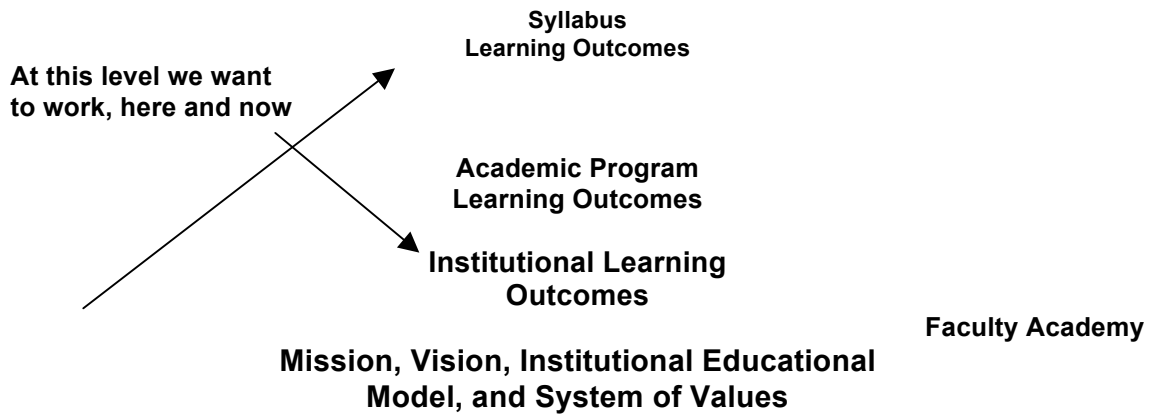 Syllabus
Learning Outcomes
At this level we want
to work, here and now
Academic Program
Learning Outcomes
Institutional Learning
Outcomes
Faculty Academy
Mission, Vision, Institutional Educational
Model, and System of Values